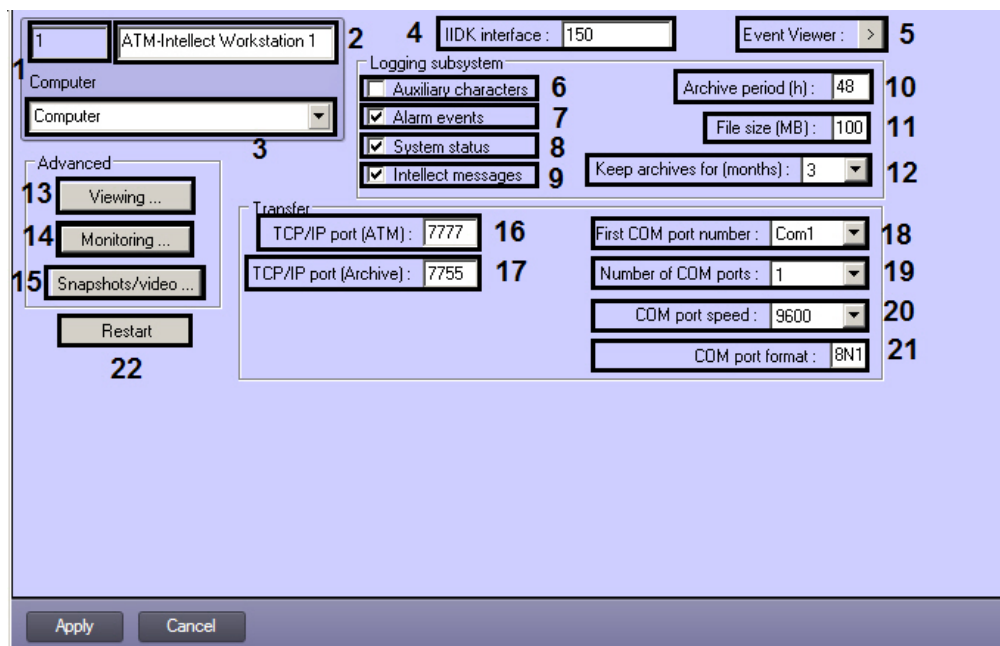 1 ATM-Intellect Workstation 1 2 4 IIDK interface : 150 Event Viewer : > 5
1 Logging subsystem
Computer Auxiliary characters 6 Archive period (h) : 48 10
Computer Alarm events 7 File size (MB) : 100 11
3 System status 8
Advanced Intellect messages 9 Keep archives for (months) : 3 12
13 Viewing ...
Transfer
14 Monitoring ... TCP/IP port (ATM) : 7777 16 First COM port number : Com1 18
15 Snapshots/video ... TCP/IP port (Archive) : 7755 17 Number of COM ports : 1 19
Restart COM port speed : 9600 20
22 COM port format : 8N1 21
Apply Cancel